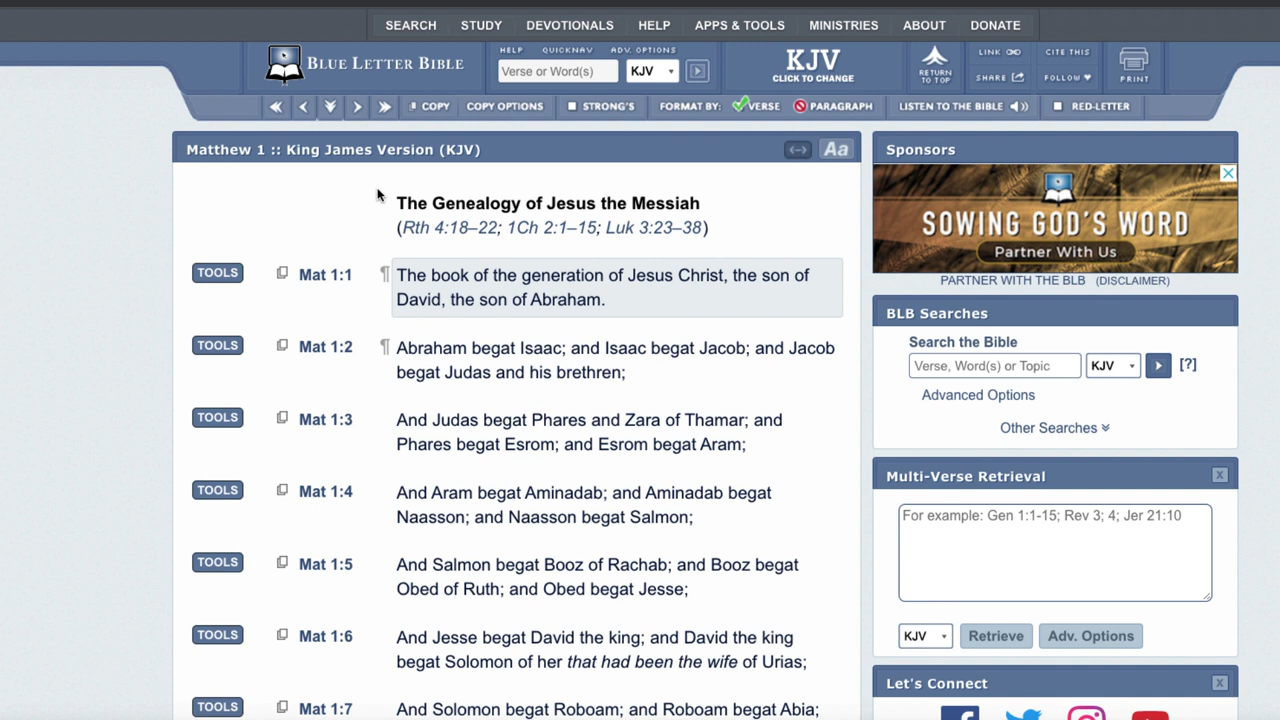 SEARCH STUDY DEVOTIONALS HELP APPS & TOOLS MINISTRIES ABOUT DONATE
BLUE LETTER BIBLE
HELP QUICKNAV ADV. OPTIONS
Verse or Word(s) KJV
KJV
CLICK TO CHANGE
RETURN
TO TOP
LINK
SHARE
CITE THIS
FOLLOW
PRINT
COPY COPY OPTIONS STRONG'S FORMAT BY: VERSE PARAGRAPH LISTEN TO THE BIBLE RED-LETTER
Matthew 1 :: King James Version (KJV) Aa
The Genealogy of Jesus the Messiah
(Rth 4:18–22; 1Ch 2:1–15; Luk 3:23–38)
TOOLS Mat 1:1 ¶ The book of the generation of Jesus Christ, the son of
David, the son of Abraham.
TOOLS Mat 1:2 ¶ Abraham begat Isaac; and Isaac begat Jacob; and Jacob
begat Judas and his brethren;
TOOLS Mat 1:3 And Judas begat Phares and Zara of Thamar; and
Phares begat Esrom; and Esrom begat Aram;
TOOLS Mat 1:4 And Aram begat Aminadab; and Aminadab begat
Naasson; and Naasson begat Salmon;
TOOLS Mat 1:5 And Salmon begat Booz of Rachab; and Booz begat
Obed of Ruth; and Obed begat Jesse;
TOOLS Mat 1:6 And Jesse begat David the king; and David the king
begat Solomon of her that had been the wife of Urias;
TOOLS Mat 1:7 And Solomon begat Roboam; and Roboam begat Abia;
Sponsors
SOWING GOD'S WORD
Partner With Us
PARTNER WITH THE BLB (DISCLAIMER)
BLB Searches
Search the Bible
Verse, Word(s) or Topic KJV [?]
Advanced Options
Other Searches
Multi-Verse Retrieval X
For example: Gen 1:1-15; Rev 3; 4; Jer 21:10
KJV Retrieve Adv. Options
Let's Connect X